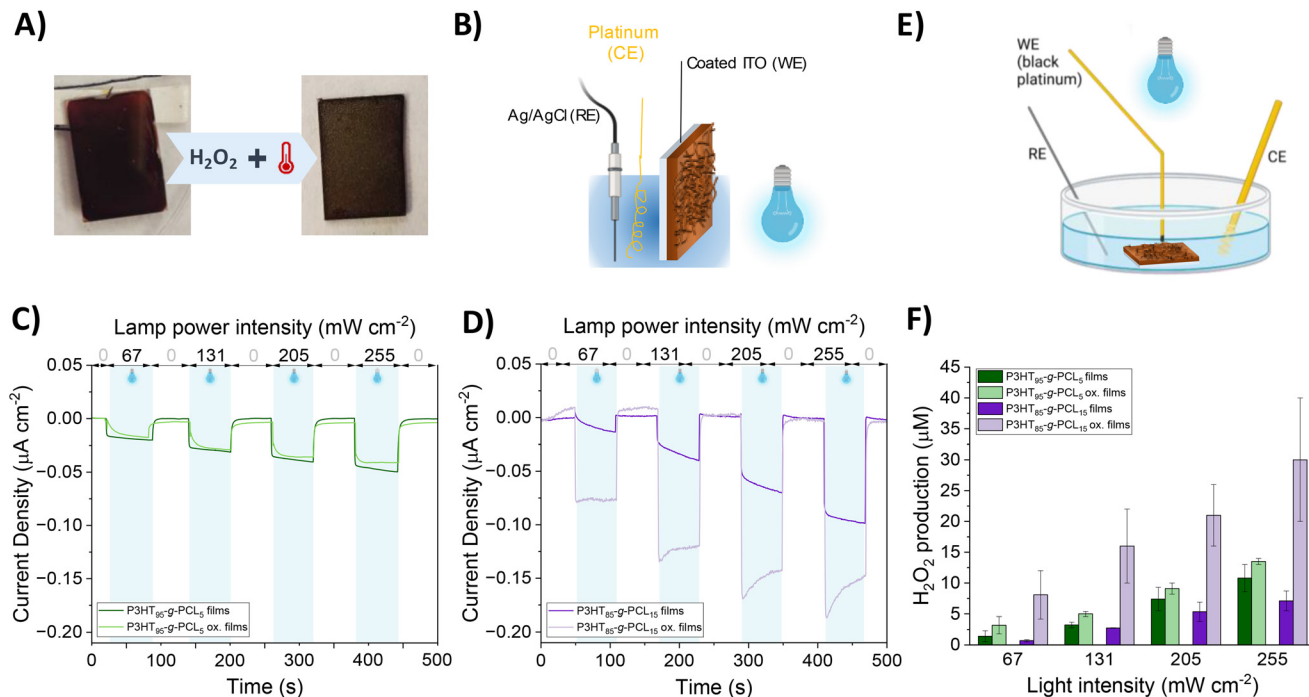 A)
H₂O₂ +
B)
Platinum
(CE)
Coated ITO (WE)
Ag/AgCl (RE)
E)
WE
(black
platinum)
RE
CE
C)
Lamp power intensity (mW cm⁻²)
0 67 0 131 0 205 0 255 0
Current Density (µA cm⁻²)
0.05
0.00
−0.05
−0.10
−0.15
−0.20
P3HT₉₅-g-PCL₅ films
P3HT₉₅-g-PCL₅ ox. films
0 100 200 300 400 500
Time (s)
D)
Lamp power intensity (mW cm⁻²)
0 67 0 131 0 205 0 255 0
Current Density (µA cm⁻²)
0.05
0.00
−0.05
−0.10
−0.15
−0.20
P3HT₈₅-g-PCL₁₅ films
P3HT₈₅-g-PCL₁₅ ox. films
0 100 200 300 400 500
Time (s)
F)
H₂O₂ production (µM)
45
40
35
30
25
20
15
10
5
0
P3HT₉₅-g-PCL₅ films
P3HT₉₅-g-PCL₅ ox. films
P3HT₈₅-g-PCL₁₅ films
P3HT₈₅-g-PCL₁₅ ox. films
67 131 205 255
Light intensity (mW cm⁻²)